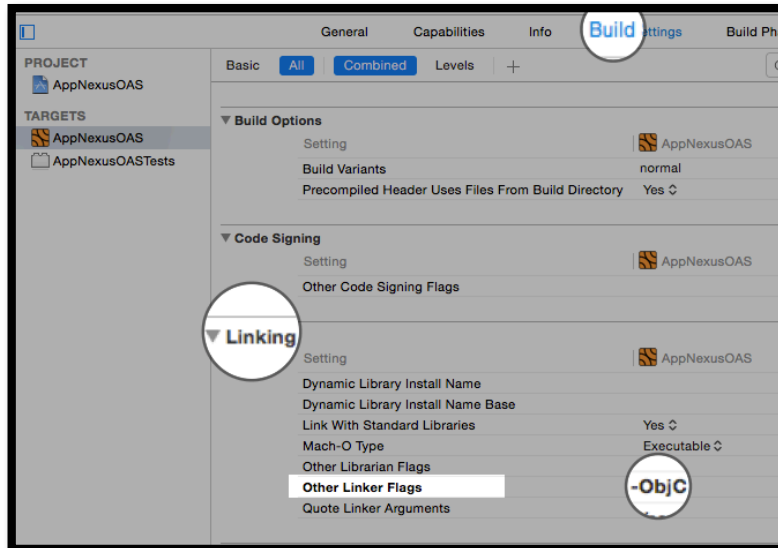 General Capabilities Info Build ettings Build Ph
PROJECT
AppNexusOAS
TARGETS
AppNexusOAS
AppNexusOASTests
Basic All Combined Levels +
Build Options
Setting AppNexusOAS
Build Variants normal
Precompiled Header Uses Files From Build Directory Yes
Code Signing
Setting AppNexusOAS
Other Code Signing Flags
Linking
Setting AppNexusOAS
Dynamic Library Install Name
Dynamic Library Install Name Base
Link With Standard Libraries Yes
Mach-O Type Executable
Other Librarian Flags
Other Linker Flags -ObjC
Quote Linker Arguments